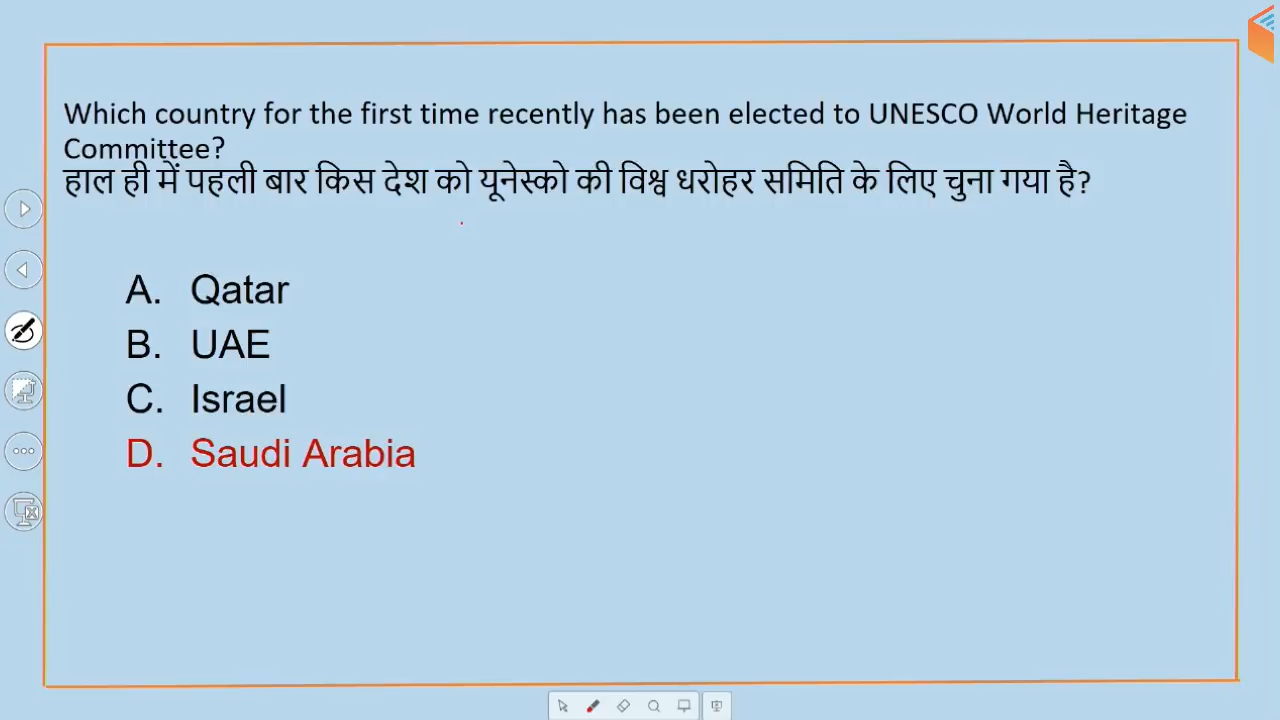 Which country for the first time recently has been elected to UNESCO World Heritage
Committee?
हाल ही में पहली बार किस देश को यूनेस्को की विश्व धरोहर समिति के लिए चुना गया है?
A. Qatar
B. UAE
C. Israel
D. Saudi Arabia